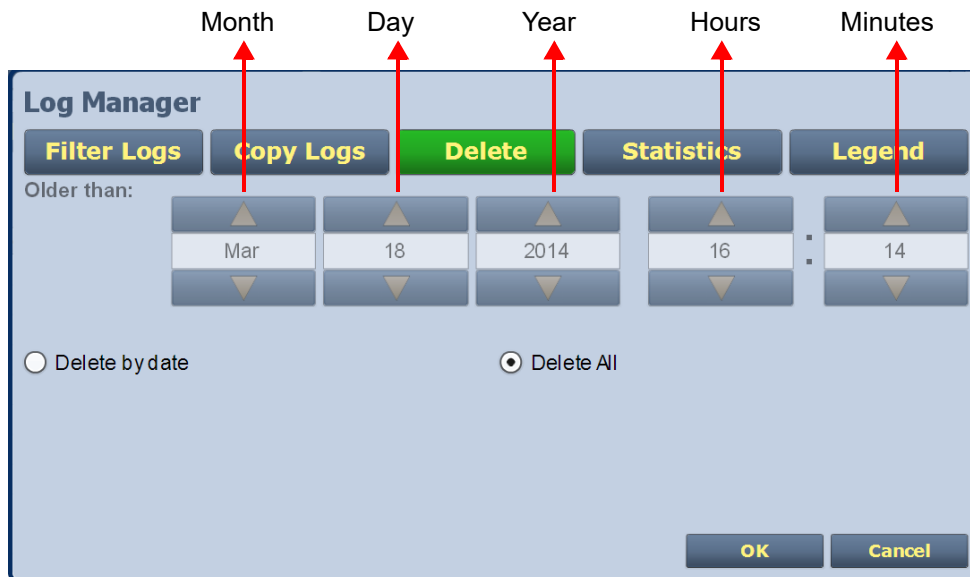 Month Day Year Hours Minutes
Log Manager
Filter Logs Copy Logs Delete Statistics Legend
Older than:
Mar 18 2014 16 : 14
Delete by date Delete All
OK Cancel